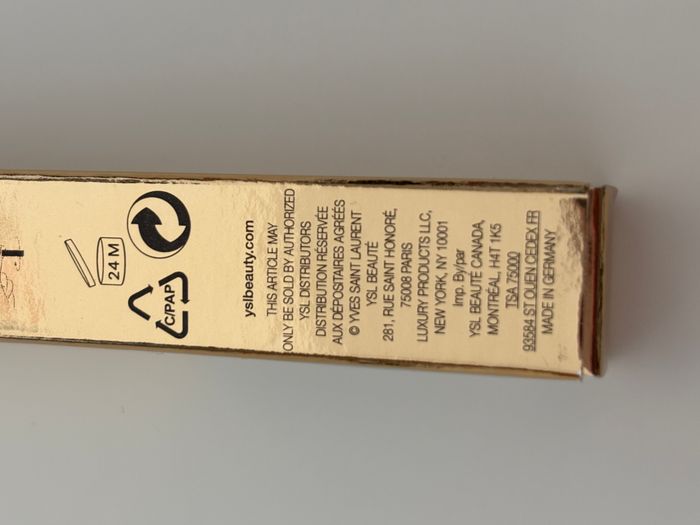 24 M
C/PAP
yslbeauty.com
THIS ARTICLE MAY
ONLY BE SOLD BY AUTHORIZED
YSL DISTRIBUTORS
DISTRIBUTION RÉSERVÉE
AUX DÉPOSITAIRES AGRÉÉS
© YVES SAINT LAURENT
YSL BEAUTÉ
281, RUE SAINT HONORÉ,
75008 PARIS
LUXURY PRODUCTS LLC,
NEW YORK, NY 10001
Imp. By/par
YSL BEAUTÉ CANADA,
MONTRÉAL, H4T 1K5
TSA 75000
93584 ST OUEN CEDEX FR
MADE IN GERMANY